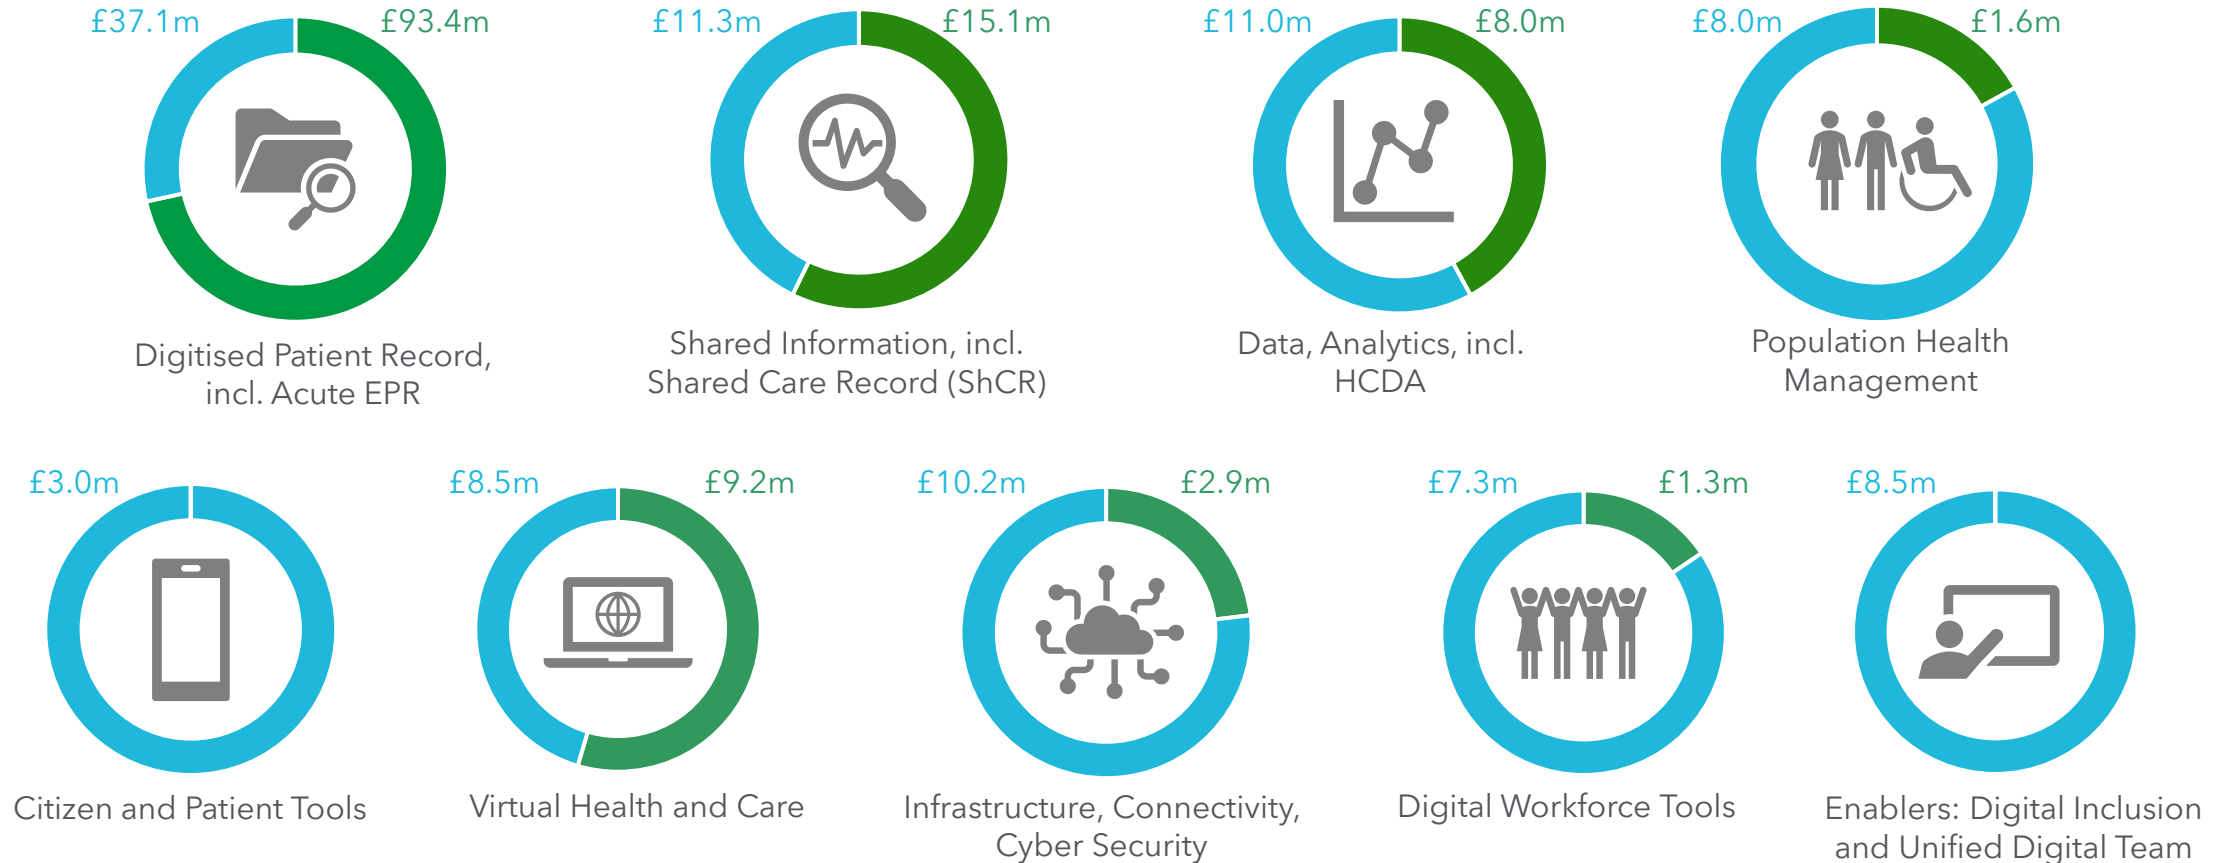 £37.1m £93.4m
£11.3m £15.1m
£11.0m £8.0m
£8.0m £1.6m
Digitised Patient Record,
incl. Acute EPR
Shared Information, incl.
Shared Care Record (ShCR)
Data, Analytics, incl.
HCDA
Population Health
Management
£3.0m
£8.5m £9.2m
£10.2m £2.9m
£7.3m £1.3m
£8.5m
Citizen and Patient Tools
Virtual Health and Care
Infrastructure, Connectivity,
Cyber Security
Digital Workforce Tools
Enablers: Digital Inclusion
and Unified Digital Team